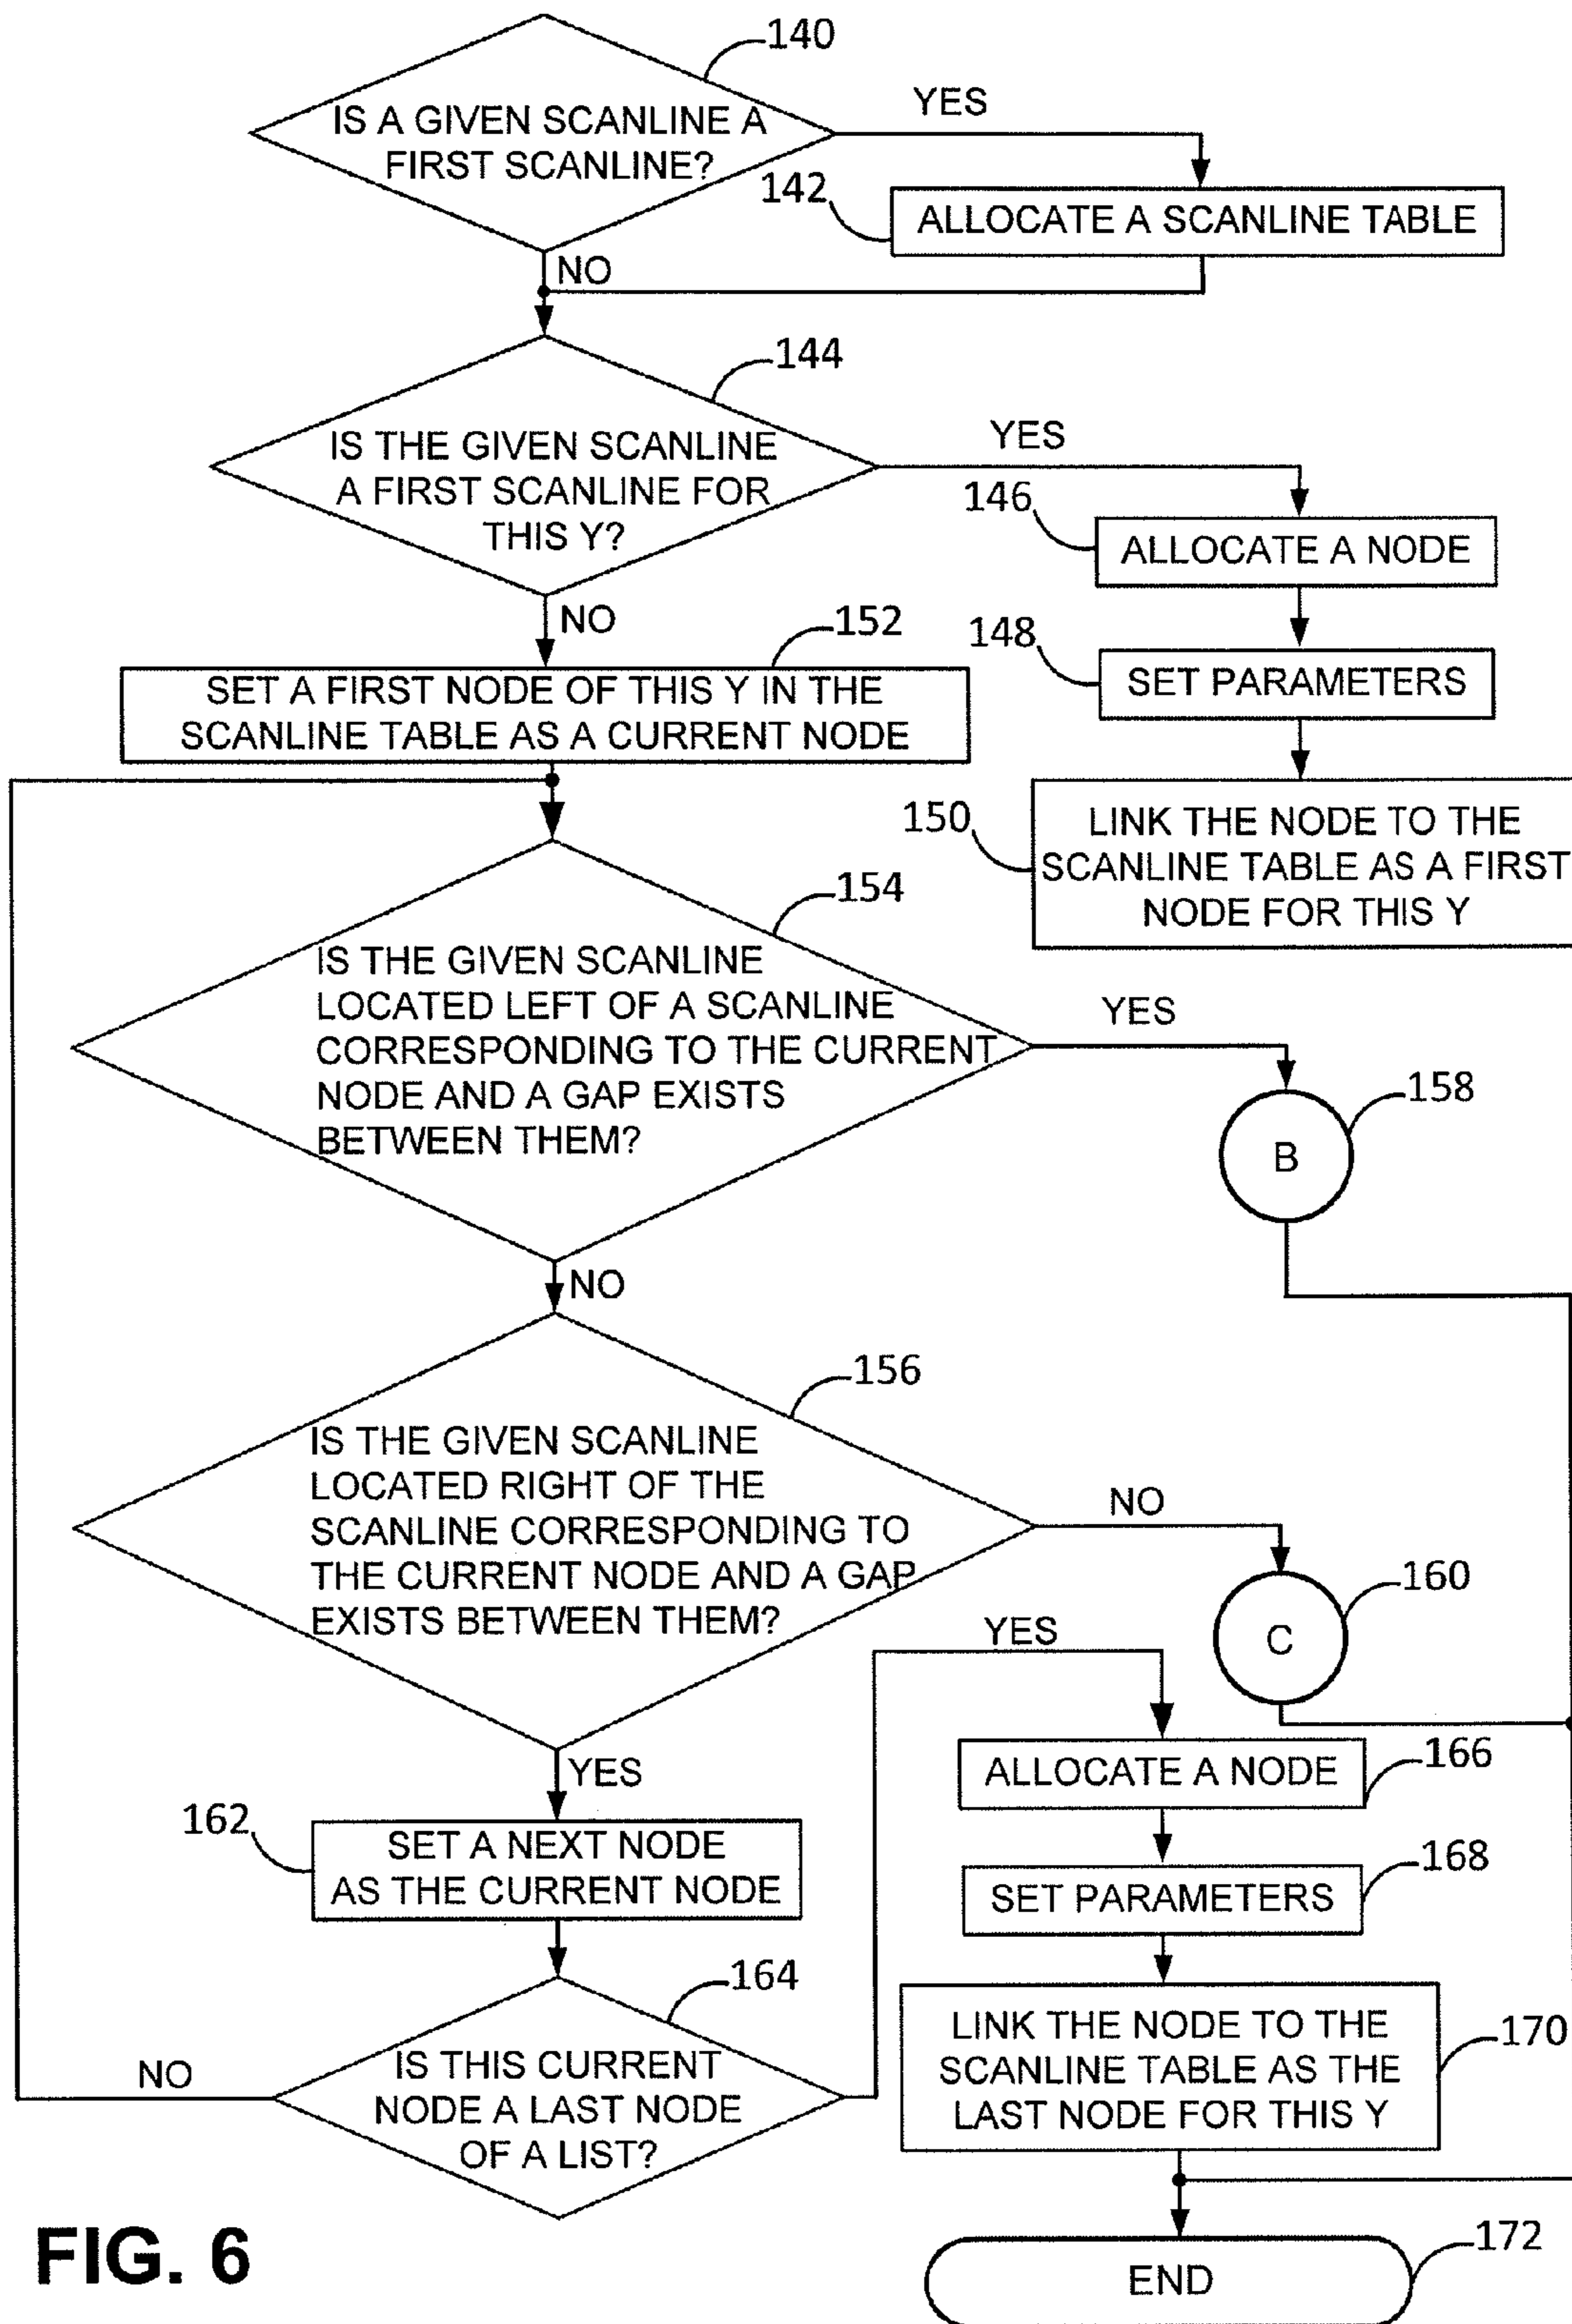 140
IS A GIVEN SCANLINE A
FIRST SCANLINE?
YES
142
ALLOCATE A SCANLINE TABLE
NO
144
IS THE GIVEN SCANLINE
A FIRST SCANLINE FOR
THIS Y?
YES
146
ALLOCATE A NODE
NO
148
SET PARAMETERS
152
SET A FIRST NODE OF THIS Y IN THE
SCANLINE TABLE AS A CURRENT NODE
150
LINK THE NODE TO THE
SCANLINE TABLE AS A FIRST
NODE FOR THIS Y
154
IS THE GIVEN SCANLINE
LOCATED LEFT OF A SCANLINE
CORRESPONDING TO THE CURRENT
NODE AND A GAP EXISTS
BETWEEN THEM?
YES
158
B
NO
156
IS THE GIVEN SCANLINE
LOCATED RIGHT OF THE
SCANLINE CORRESPONDING TO
THE CURRENT NODE AND A GAP
EXISTS BETWEEN THEM?
NO
160
C
YES
162
SET A NEXT NODE
AS THE CURRENT NODE
164
IS THIS CURRENT
NODE A LAST NODE
OF A LIST?
NO
YES
166
ALLOCATE A NODE
168
SET PARAMETERS
170
LINK THE NODE TO THE
SCANLINE TABLE AS THE
LAST NODE FOR THIS Y
172
END
FIG. 6